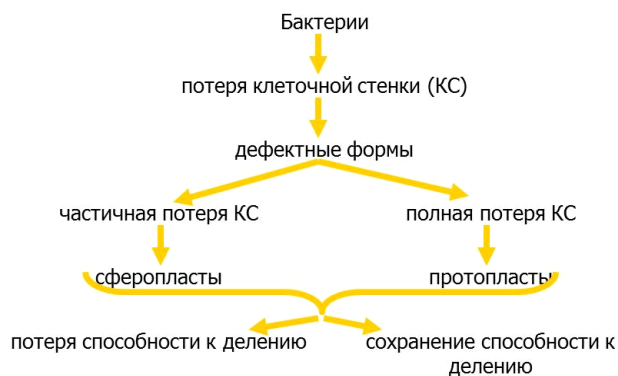 Бактерии
потеря клеточной стенки (КС)
дефектные формы
частичная потеря КС
полная потеря КС
сферопласты
протопласты
потеря способности к делению
сохранение способности к
делению